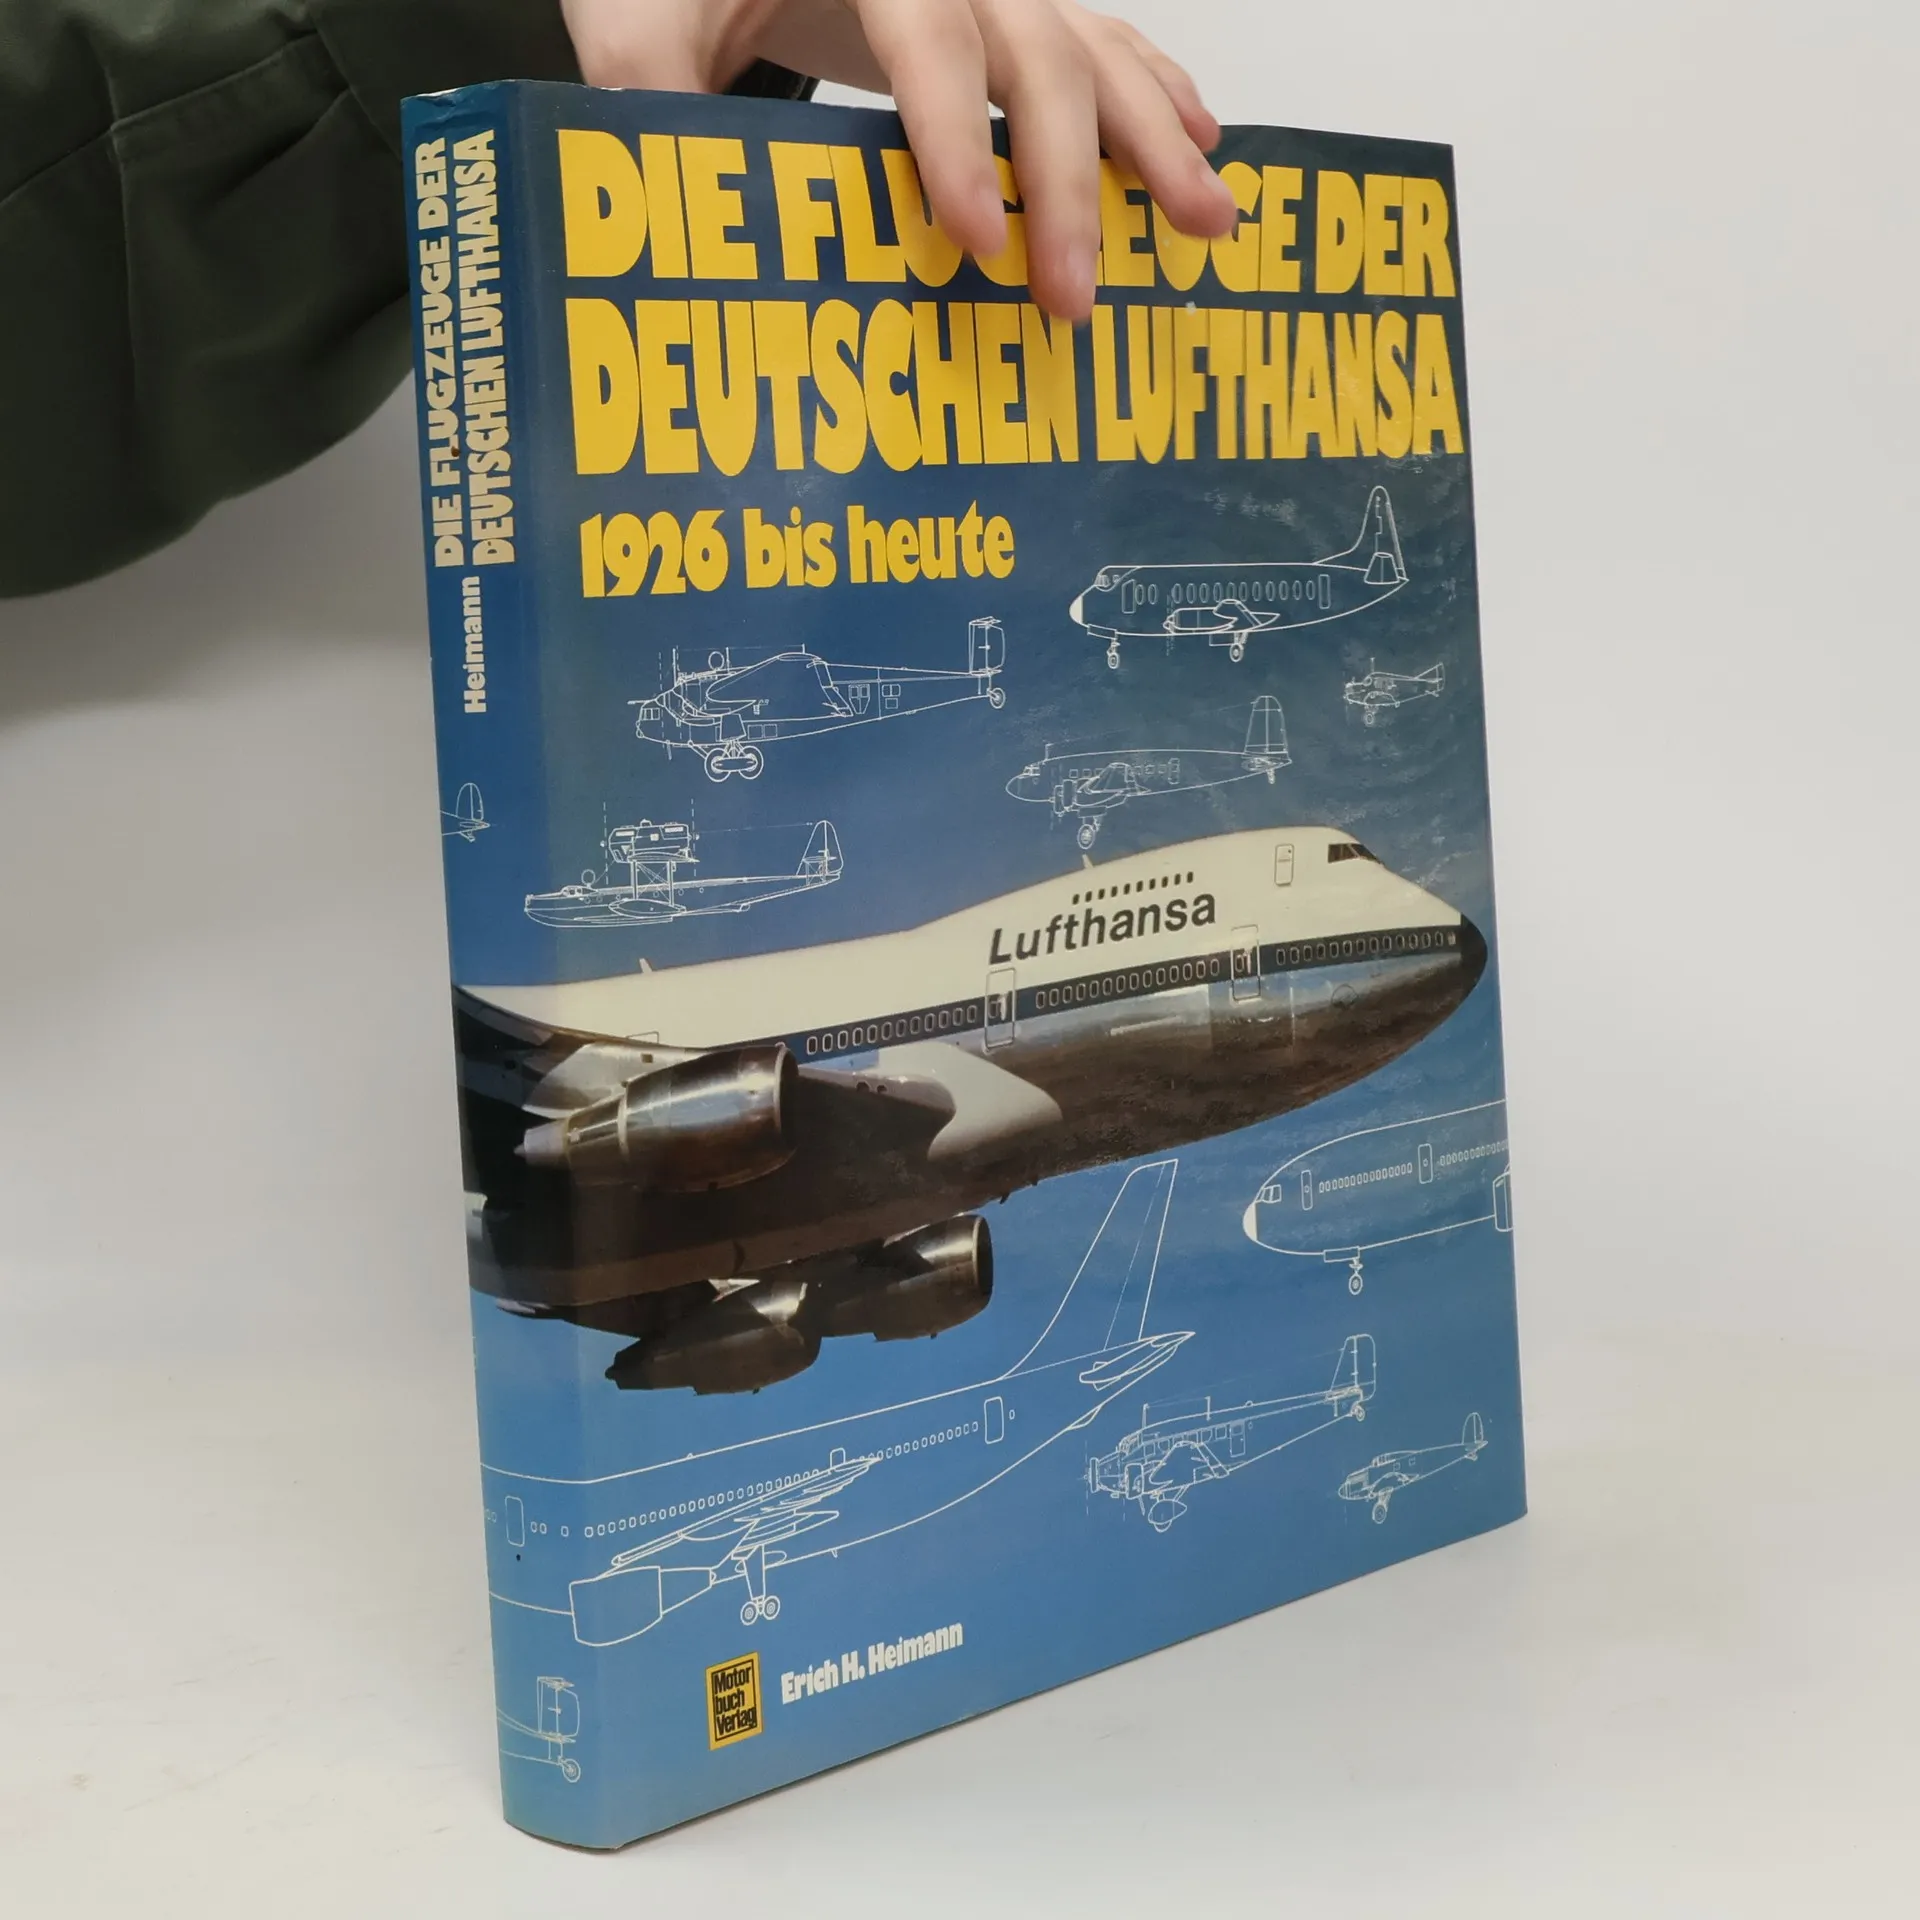 DIE FLUGZEUGE DER
DEUTSCHEN LUFTHANSA
Heimann
DIE FLUGZEUGE DER
DEUTSCHEN LUFTHANSA
1926 bis heute
Lufthansa
Motor
buch
Verlag
Erich H. Heimann